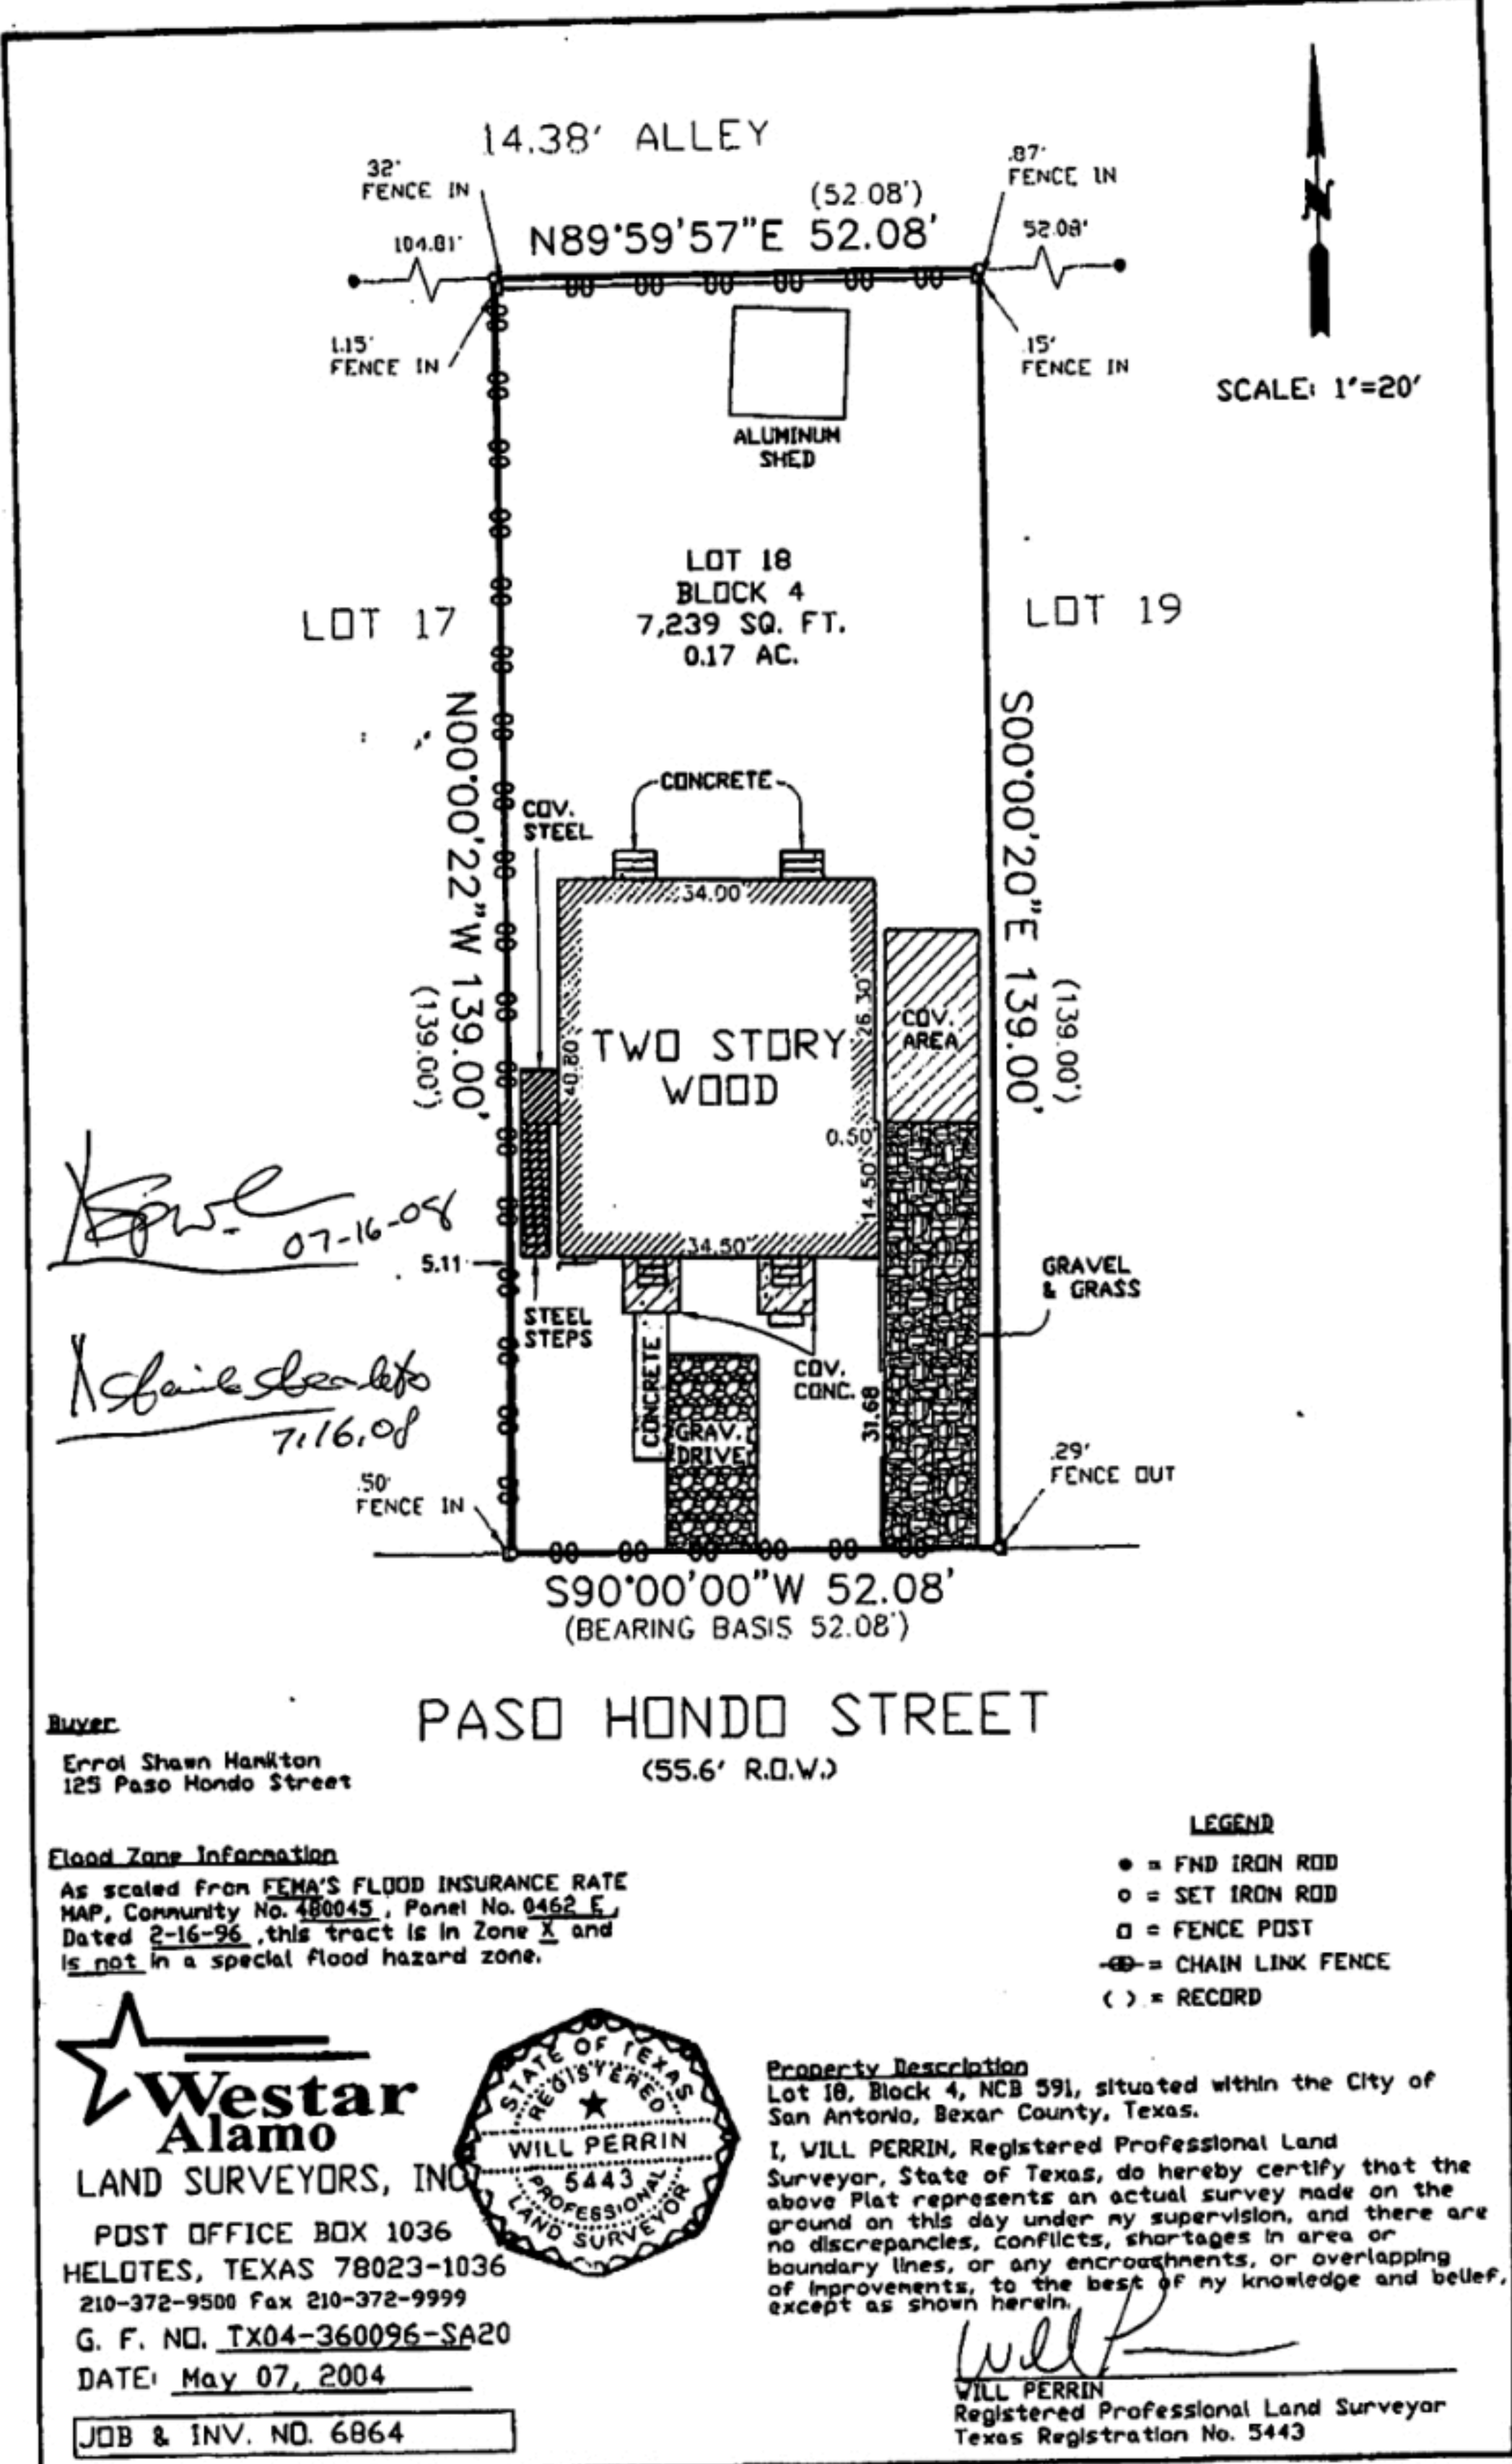 14.38' ALLEY
32'
FENCE IN
.87'
FENCE IN
(52.08')
N89°59'57"E 52.08'
104.81'
52.08'
1.15'
FENCE IN
.15'
FENCE IN
N
SCALE: 1"=20'
ALUMINUM
SHED
LOT 18
BLOCK 4
7,239 SQ. FT.
0.17 AC.
LOT 17
LOT 19
N00°00'22"W 139.00'
(139.00')
S00°00'20"E 139.00'
(139.00')
CONCRETE
COV.
STEEL
34.00'
TWO STORY
WOOD
40.80'
26.30'
COV.
AREA
0.50'
14.50'
34.50'
07-16-08
5.11
STEEL
STEPS
GRAVEL
& GRASS
CONCRETE
COV.
CONC.
GRAV.
DRIVE
31.68
7.16.08
.50'
FENCE IN
.29'
FENCE OUT
S90°00'00"W 52.08'
(BEARING BASIS 52.08')
PASO HONDO STREET
(55.6' R.O.W.)
Buyer
Errol Shawn Hankton
125 Paso Hondo Street
Flood Zone Information
As scaled from FEMA'S FLOOD INSURANCE RATE
MAP, Community No. 480045, Panel No. 0462 E,
Dated 2-16-96, this tract is in Zone X and
is not in a special flood hazard zone.
LEGEND
● = FND IRON ROD
○ = SET IRON ROD
□ = FENCE POST
= CHAIN LINK FENCE
( ) = RECORD
Westar
Alamo
LAND SURVEYORS, INC
POST OFFICE BOX 1036
HELOTES, TEXAS 78023-1036
210-372-9500 Fax 210-372-9999
G. F. NO. TX04-360096-SA20
DATE: May 07, 2004
JOB & INV. NO. 6864
STATE OF TEXAS
REGISTERED
WILL PERRIN
5443
PROFESSIONAL
LAND SURVEYOR
Property Description
Lot 18, Block 4, NCB 591, situated within the City of
San Antonio, Bexar County, Texas.
I, WILL PERRIN, Registered Professional Land
Surveyor, State of Texas, do hereby certify that the
above Plat represents an actual survey made on the
ground on this day under my supervision, and there are
no discrepancies, conflicts, shortages in area or
boundary lines, or any encroachments, or overlapping
of improvements, to the best of my knowledge and belief,
except as shown herein.
WILL PERRIN
Registered Professional Land Surveyor
Texas Registration No. 5443